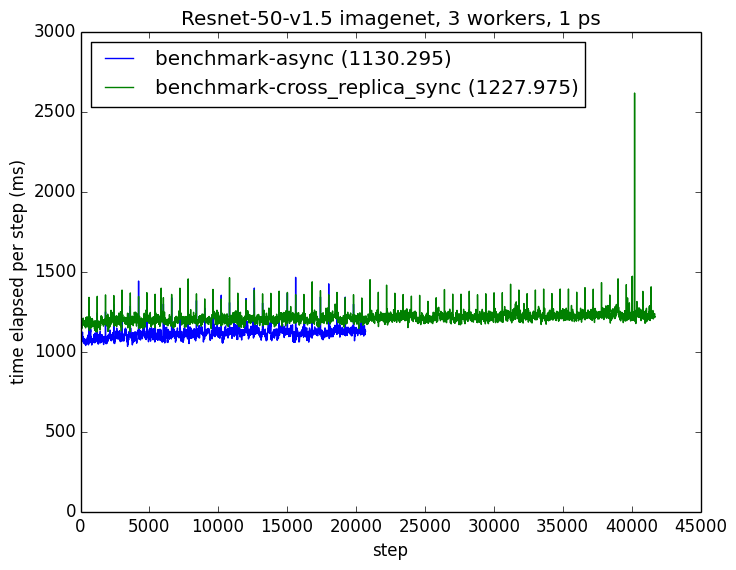 Resnet-50-v1.5 imagenet, 3 workers, 1 ps
benchmark-async (1130.295)
benchmark-cross_replica_sync (1227.975)
3000
2500
2000
1500
1000
500
0
time elapsed per step (ms)
0 5000 10000 15000 20000 25000 30000 35000 40000 45000
step